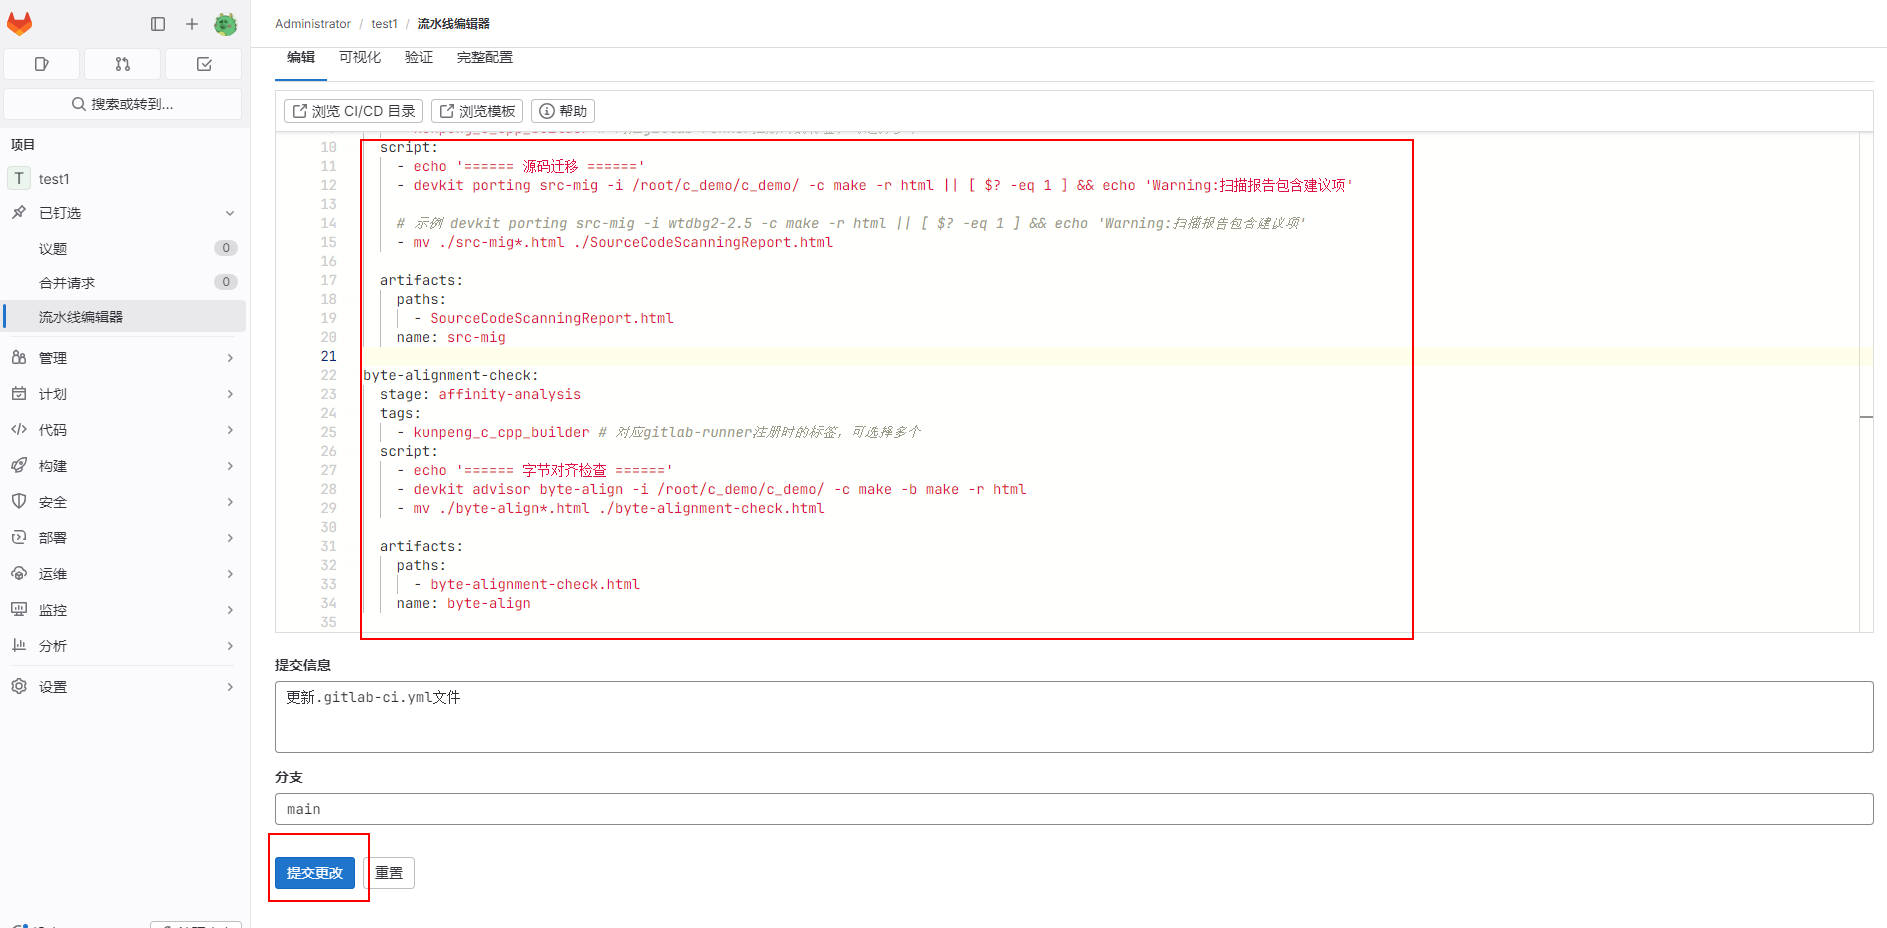 Administrator / test1 / 流水线编辑器
编辑 可视化 验证 完整配置
搜索或转到...
浏览 CI/CD 目录 浏览模板 帮助
项目
T test1
已钉选
议题 0
合并请求 0
流水线编辑器
管理
计划
代码
构建
安全
部署
运维
监控
分析
设置
10 script:
11 - echo '====== 源码迁移 ======'
12 - devkit porting src-mig -i /root/c_demo/c_demo/ -c make -r html || [ $? -eq 1 ] && echo 'Warning:扫描报告包含建议项'
13
14 # 示例 devkit porting src-mig -i wtdbg2-2.5 -c make -r html || [ $? -eq 1 ] && echo 'Warning:扫描报告包含建议项'
15 - mv ./src-mig*.html ./SourceCodeScanningReport.html
16
17 artifacts:
18 paths:
19 - SourceCodeScanningReport.html
20 name: src-mig
21
22 byte-alignment-check:
23 stage: affinity-analysis
24 tags:
25 - kunpeng_c_cpp_builder # 对应gitlab-runner注册时的标签，可选择多个
26 script:
27 - echo '====== 字节对齐检查 ======'
28 - devkit advisor byte-align -i /root/c_demo/c_demo/ -c make -b make -r html
29 - mv ./byte-align*.html ./byte-alignment-check.html
30
31 artifacts:
32 paths:
33 - byte-alignment-check.html
34 name: byte-align
35
提交信息
更新.gitlab-ci.yml文件
分支
main
提交更改 重置